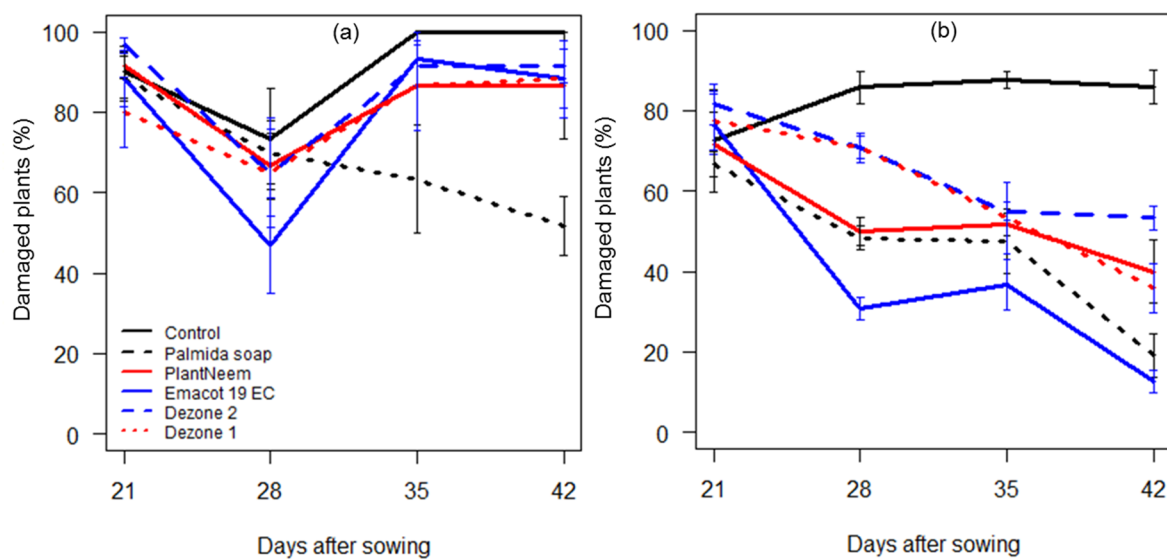 (a)
Damaged plants (%)
100
80
60
40
20
0
Control
Palmida soap
PlantNeem
Emacot 19 EC
Dezone 2
Dezone 1
21
28
35
42
Days after sowing
(b)
Damaged plants (%)
100
80
60
40
20
0
21
28
35
42
Days after sowing